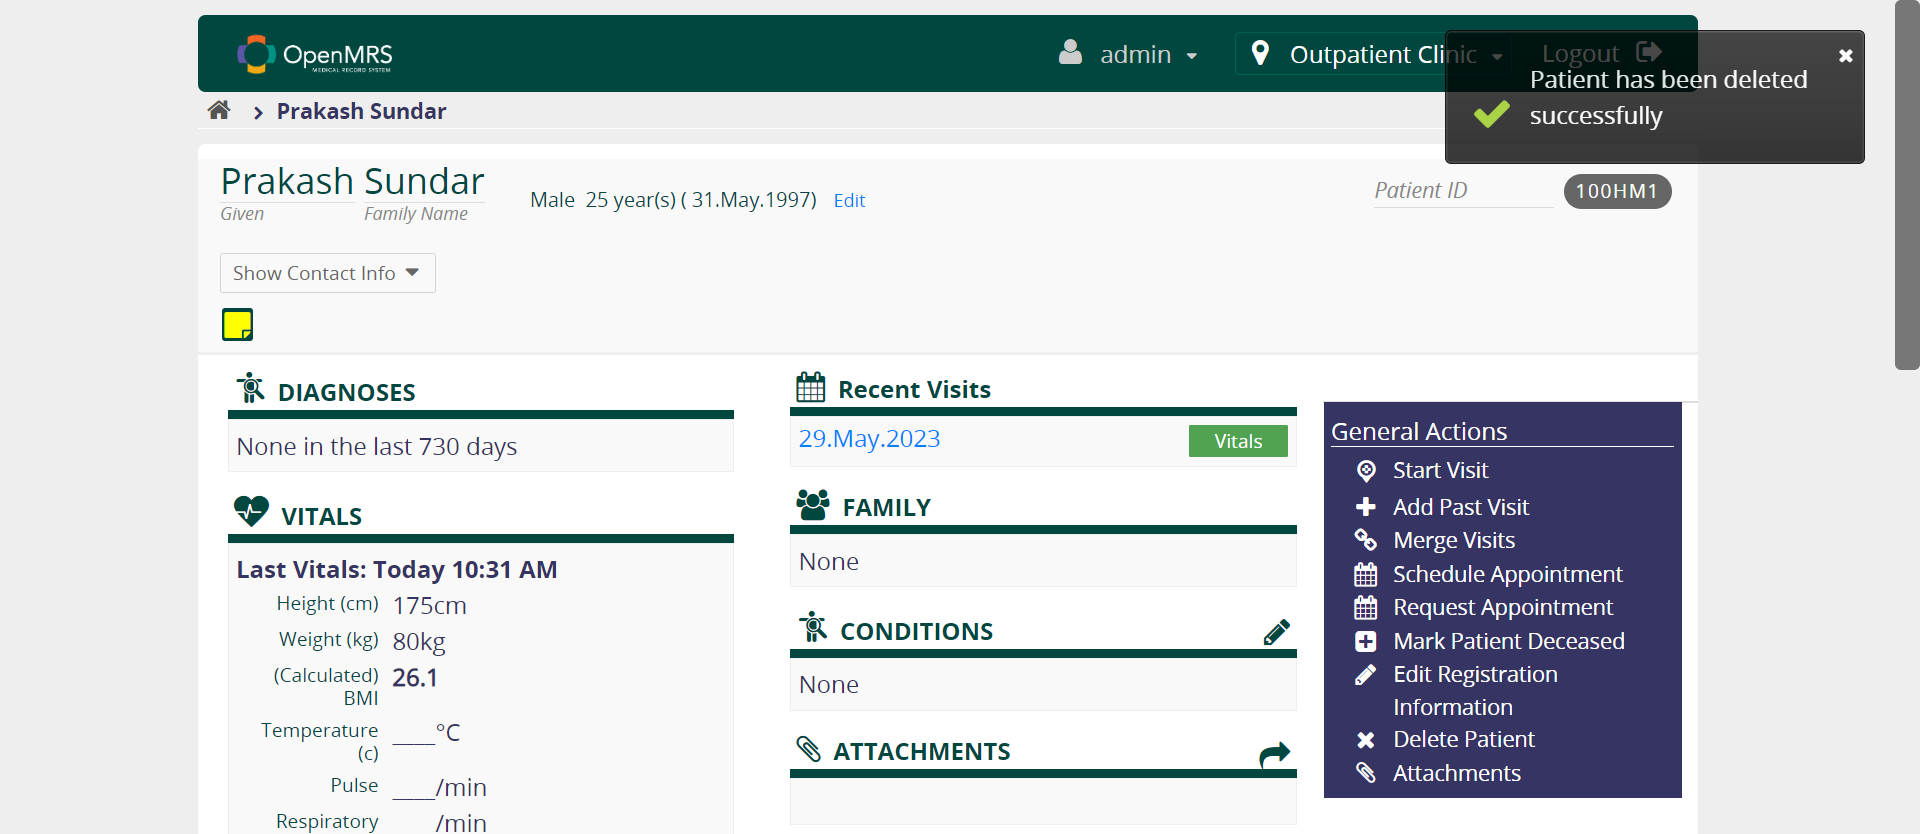 OpenMRS
MEDICAL RECORD SYSTEM
admin
Outpatient Clinic
Logout
Patient has been deleted
successfully
Prakash Sundar
Prakash Sundar
Given Family Name
Male 25 year(s) ( 31.May.1997) Edit
Patient ID 100HM1
Show Contact Info
DIAGNOSES
None in the last 730 days
VITALS
Last Vitals: Today 10:31 AM
Height (cm) 175cm
Weight (kg) 80kg
(Calculated) 26.1
BMI
Temperature ____°C
(c)
Pulse ____/min
Respiratory ____/min
Recent Visits
29.May.2023 Vitals
FAMILY
None
CONDITIONS
None
ATTACHMENTS
General Actions
Start Visit
Add Past Visit
Merge Visits
Schedule Appointment
Request Appointment
Mark Patient Deceased
Edit Registration
Information
Delete Patient
Attachments